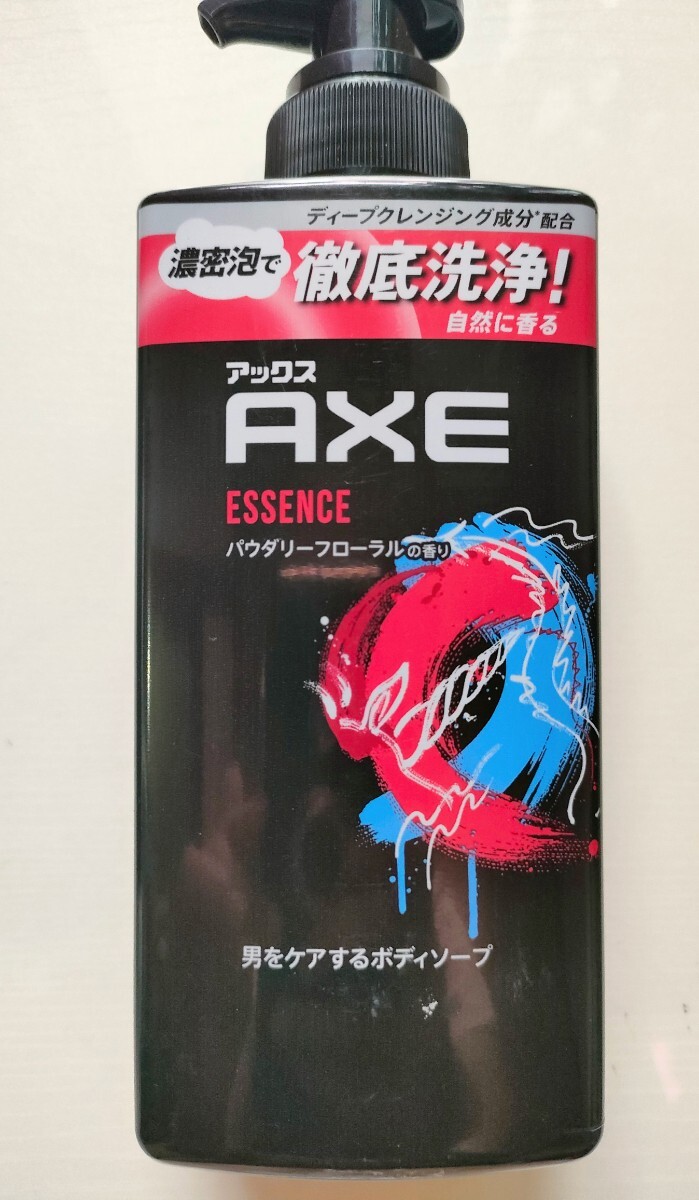 ディープクレンジング成分*配合
濃密泡で
徹底洗浄!
自然に香る
アックス
AXE
ESSENCE
パウダリーフローラルの香り
男をケアするボディソープ